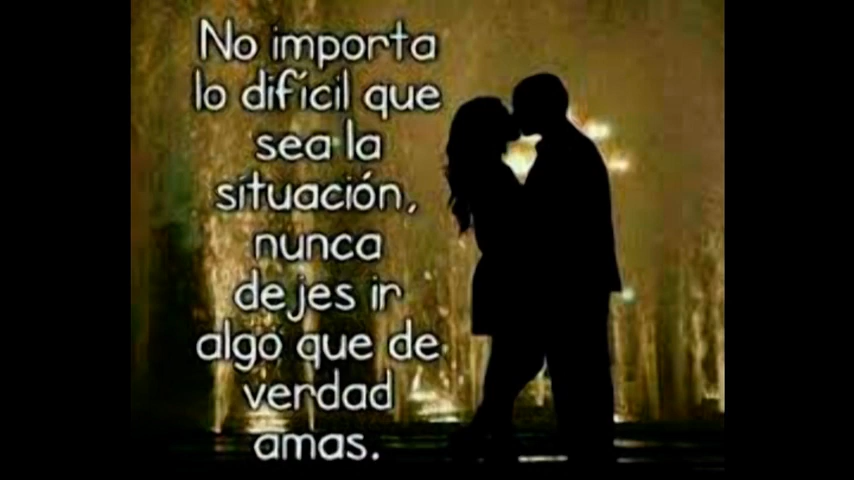 No importa
lo difícil que
sea la
situación,
nunca
dejes ir
algo que de
verdad
amas.